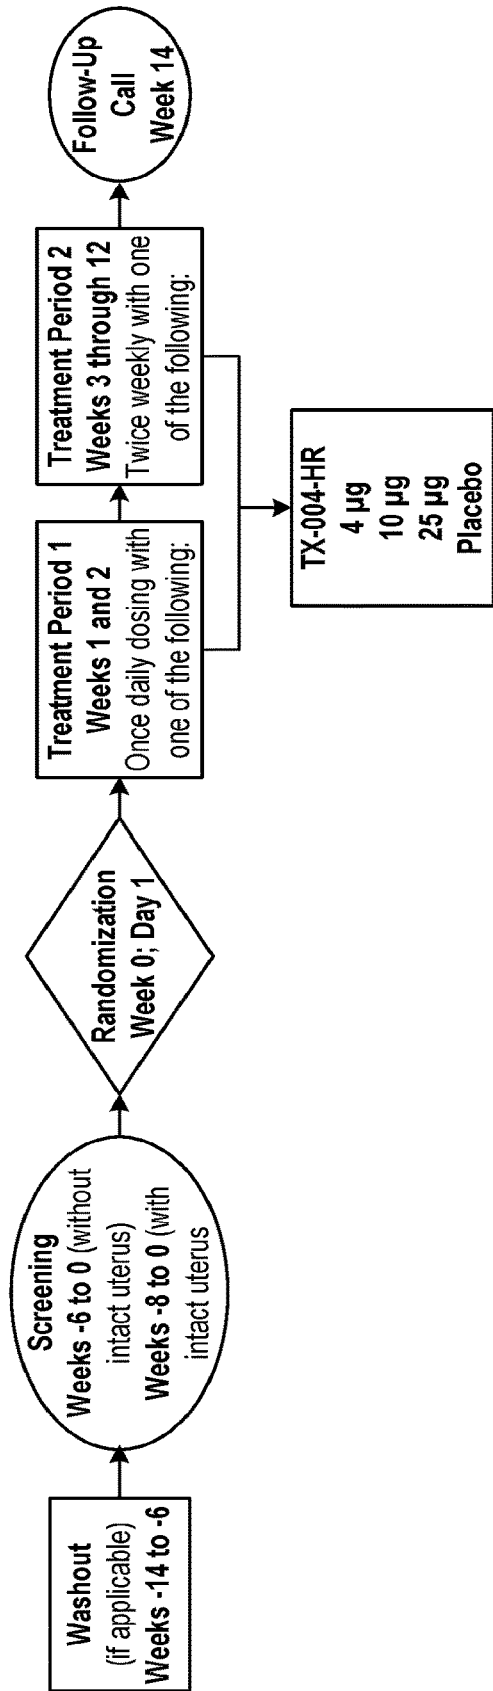 Washout
(if applicable)
Weeks -14 to -6
Screening
Weeks -6 to 0 (without
intact uterus)
Weeks -8 to 0 (with
intact uterus
Randomization
Week 0; Day 1
Treatment Period 1
Weeks 1 and 2
Once daily dosing with
one of the following:
Treatment Period 2
Weeks 3 through 12
Twice weekly with one
of the following:
Follow-Up
Call
Week 14
TX-004-HR
4 µg
10 µg
25 µg
Placebo